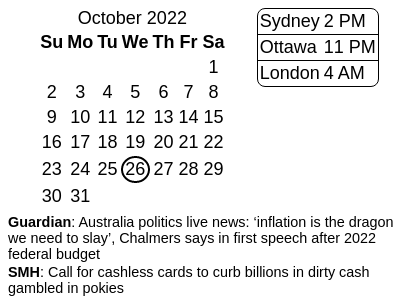 October 2022
Su Mo Tu We Th Fr Sa
1
2 3 4 5 6 7 8
9 10 11 12 13 14 15
16 17 18 19 20 21 22
23 24 25 26 27 28 29
30 31
Sydney 2 PM
Ottawa 11 PM
London 4 AM
Guardian: Australia politics live news: ‘inflation is the dragon
we need to slay’, Chalmers says in first speech after 2022
federal budget
SMH: Call for cashless cards to curb billions in dirty cash
gambled in pokies